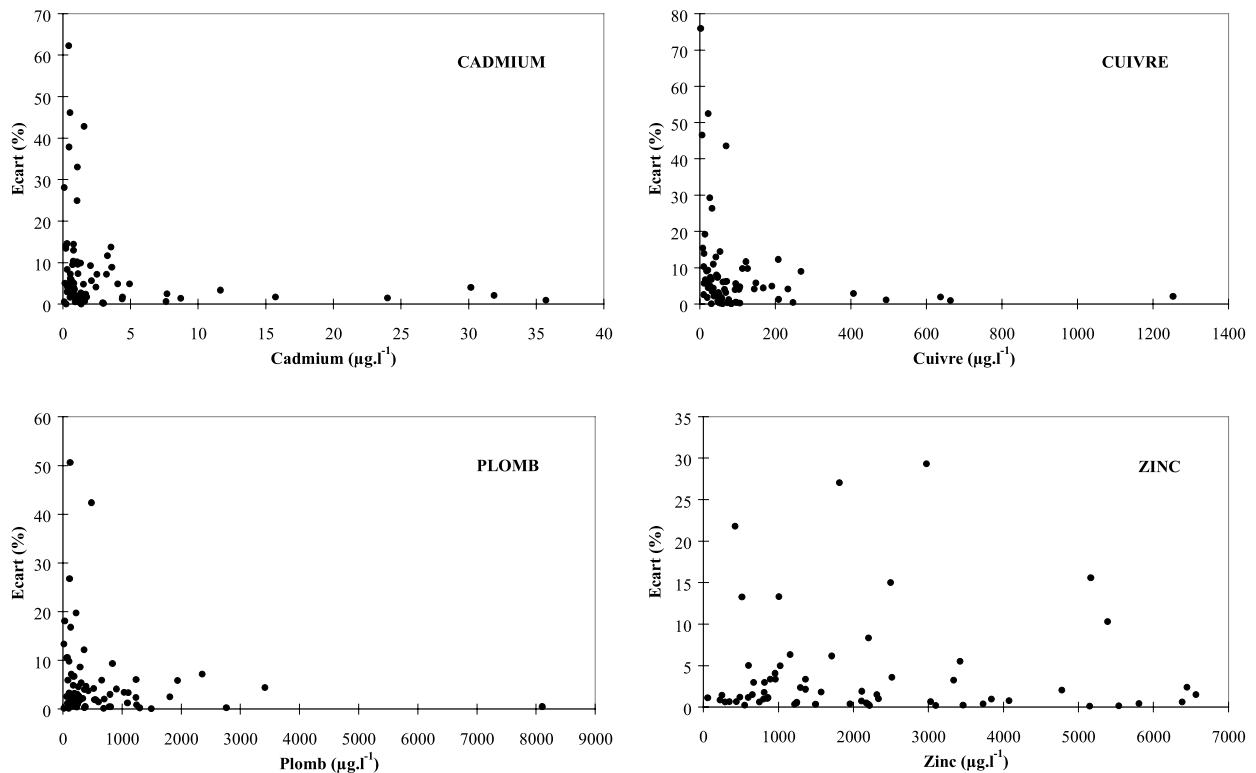 CADMIUM
Ecart (%)
70
60
50
40
30
20
10
0
0 5 10 15 20 25 30 35 40
Cadmium (µg.l-1)
CUIVRE
Ecart (%)
80
70
60
50
40
30
20
10
0
0 200 400 600 800 1000 1200 1400
Cuivre (µg.l-1)
PLOMB
Ecart (%)
60
50
40
30
20
10
0
0 1000 2000 3000 4000 5000 6000 7000 8000 9000
Plomb (µg.l-1)
ZINC
Ecart (%)
35
30
25
20
15
10
5
0
0 1000 2000 3000 4000 5000 6000 7000
Zinc (µg.l-1)